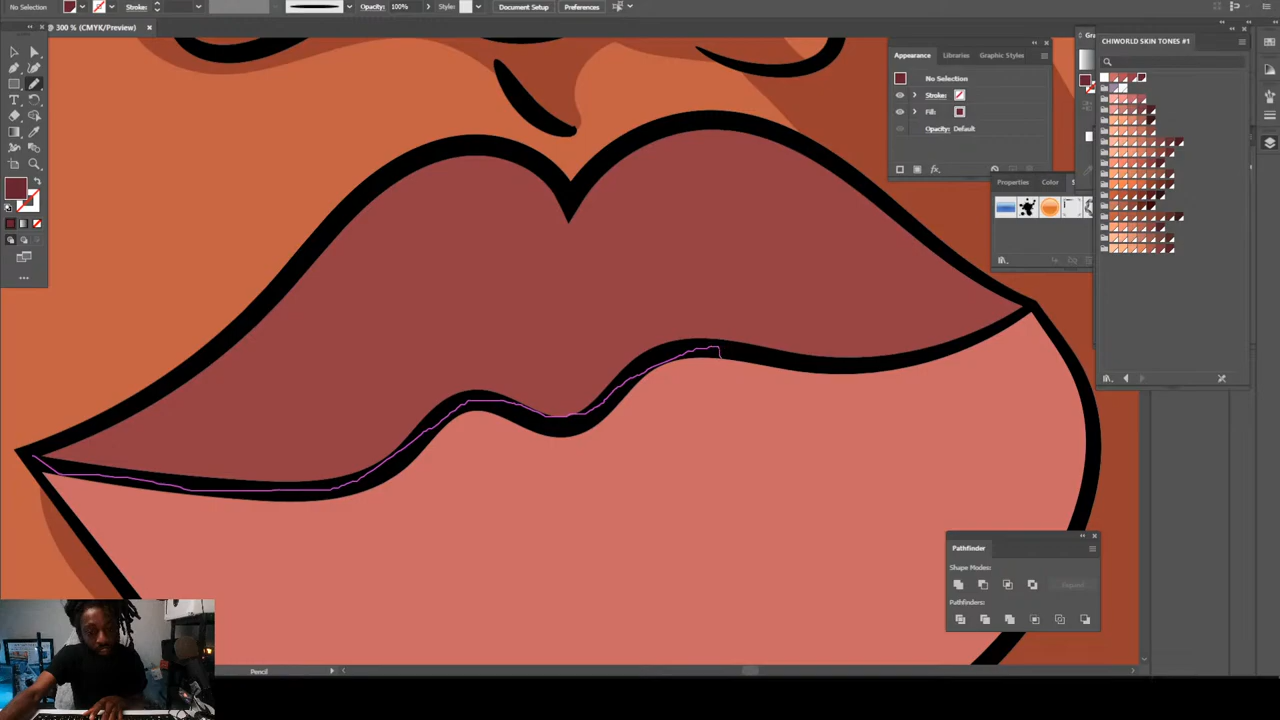 No Selection
Stroke:
Opacity: 100%
Style:
Document Setup
Preferences
300 % (CMYK/Preview)
CHIWORLD SKIN TONES #1
Appearance
Libraries
Graphic Styles
No Selection
Stroke:
Fill:
Opacity: Default
Properties
Color
Pathfinder
Shape Modes:
Expand
Pathfinders:
Pencil